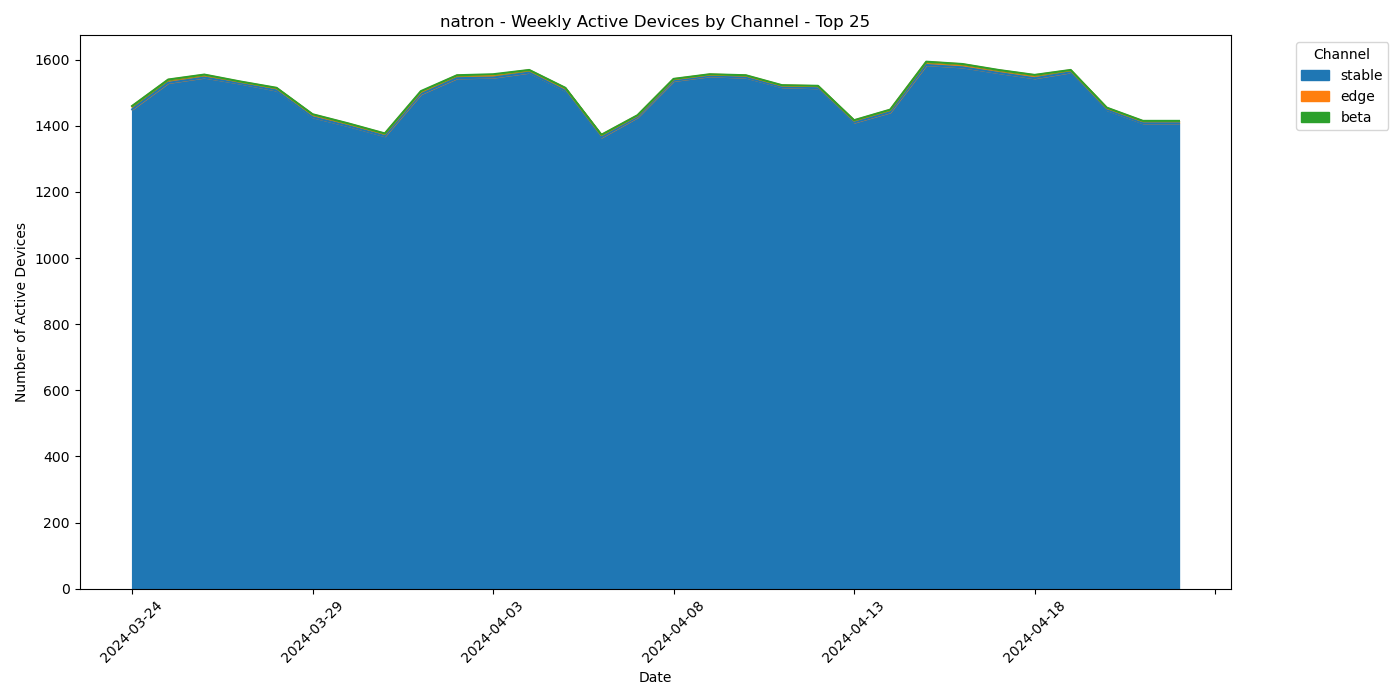 natron - Weekly Active Devices by Channel - Top 25
Channel
stable
edge
beta
Number of Active Devices
1600
1400
1200
1000
800
600
400
200
0
2024-03-24
2024-03-29
2024-04-03
2024-04-08
2024-04-13
2024-04-18
Date